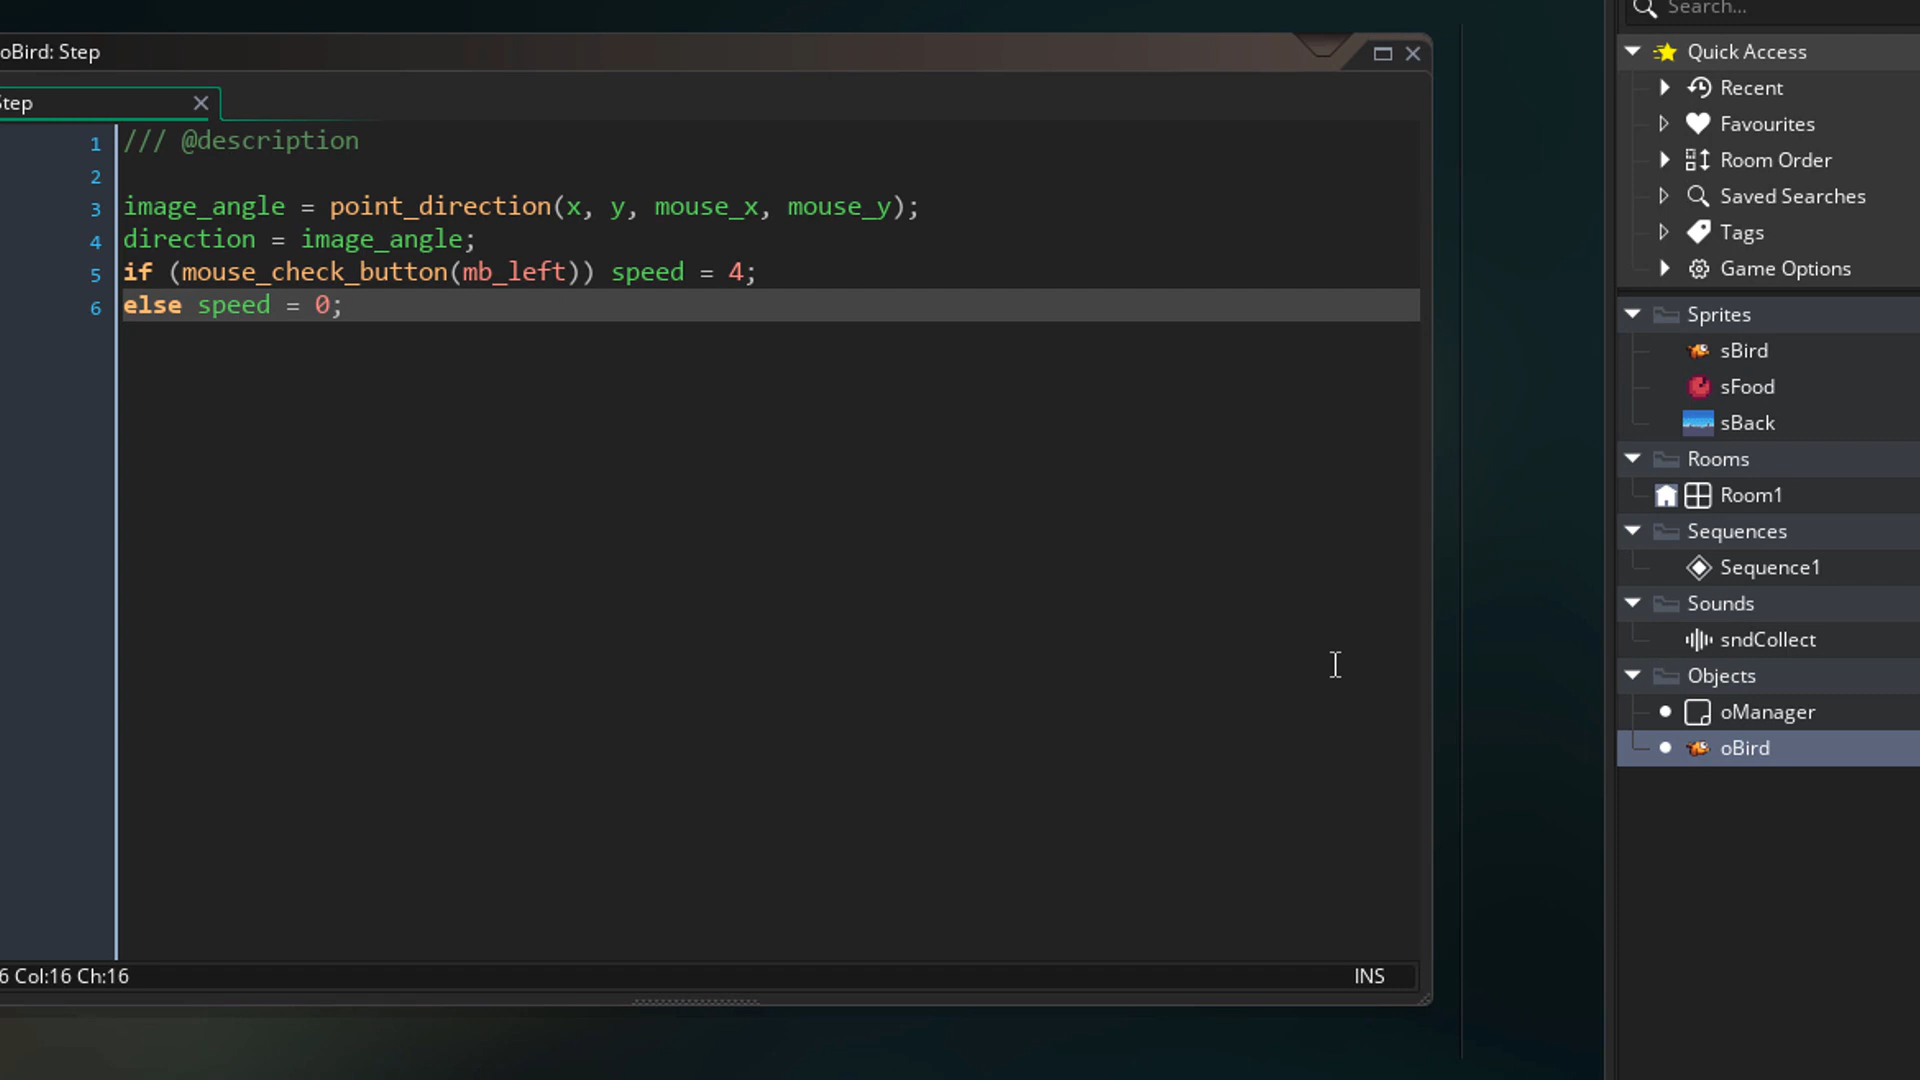 Search...
oBird: Step
Quick Access
Step
Recent
Favourites
Room Order
Saved Searches
Tags
Game Options
1 /// @description
2
3 image_angle = point_direction(x, y, mouse_x, mouse_y);
4 direction = image_angle;
5 if (mouse_check_button(mb_left)) speed = 4;
6 else speed = 0;
Sprites
sBird
sFood
sBack
Rooms
Room1
Sequences
Sequence1
Sounds
sndCollect
Objects
oManager
oBird
6 Col:16 Ch:16
INS